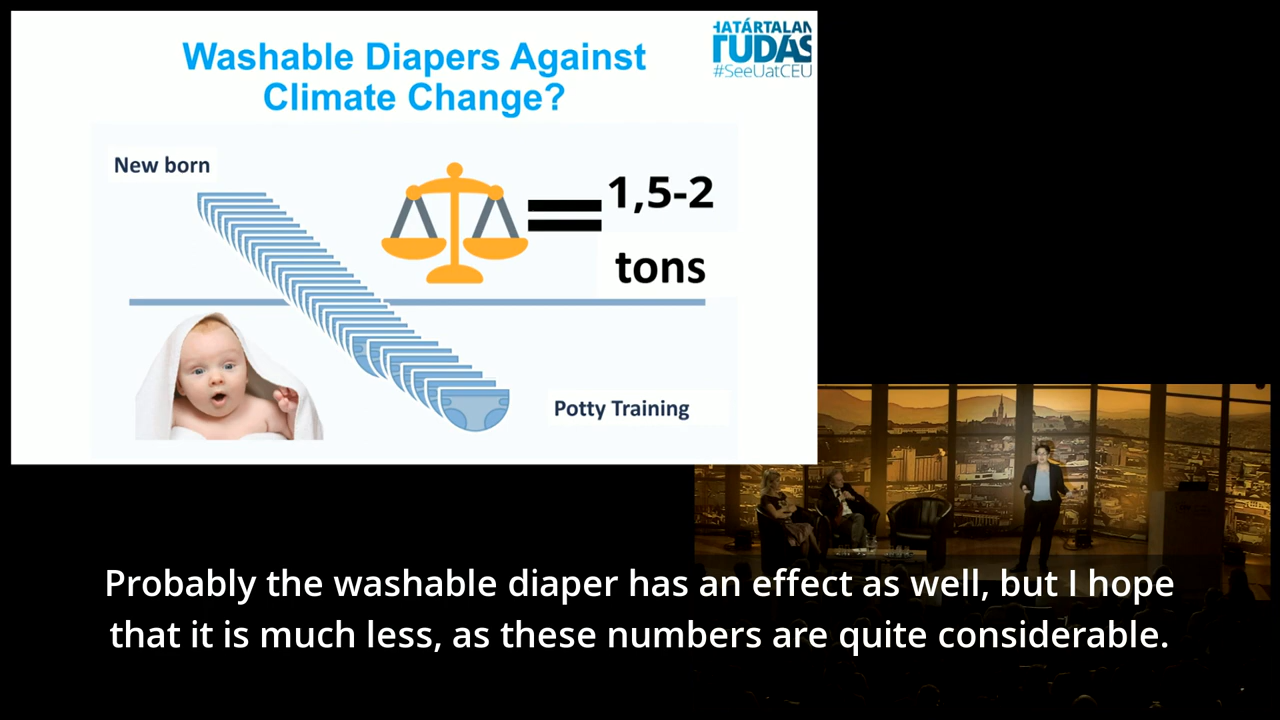 HATÁRTALAN
TUDÁS
#SeeUatCEU
Washable Diapers Against
Climate Change?
New born
1,5-2
tons
Potty Training
Probably the washable diaper has an effect as well, but I hope
that it is much less, as these numbers are quite considerable.